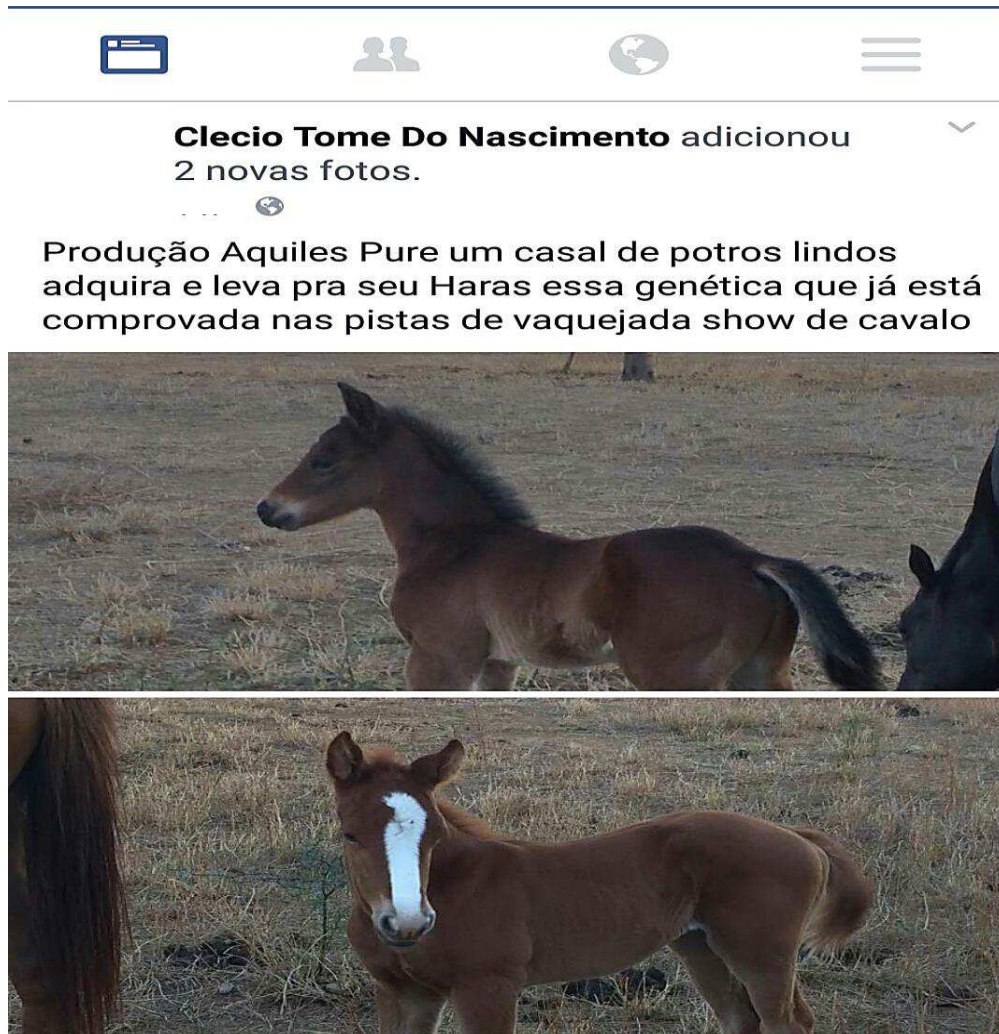 Clecio Tome Do Nascimento adicionou
2 novas fotos.
Produção Aquiles Pure um casal de potros lindos
adquira e leva pra seu Haras essa genética que já está
comprovada nas pistas de vaquejada show de cavalo